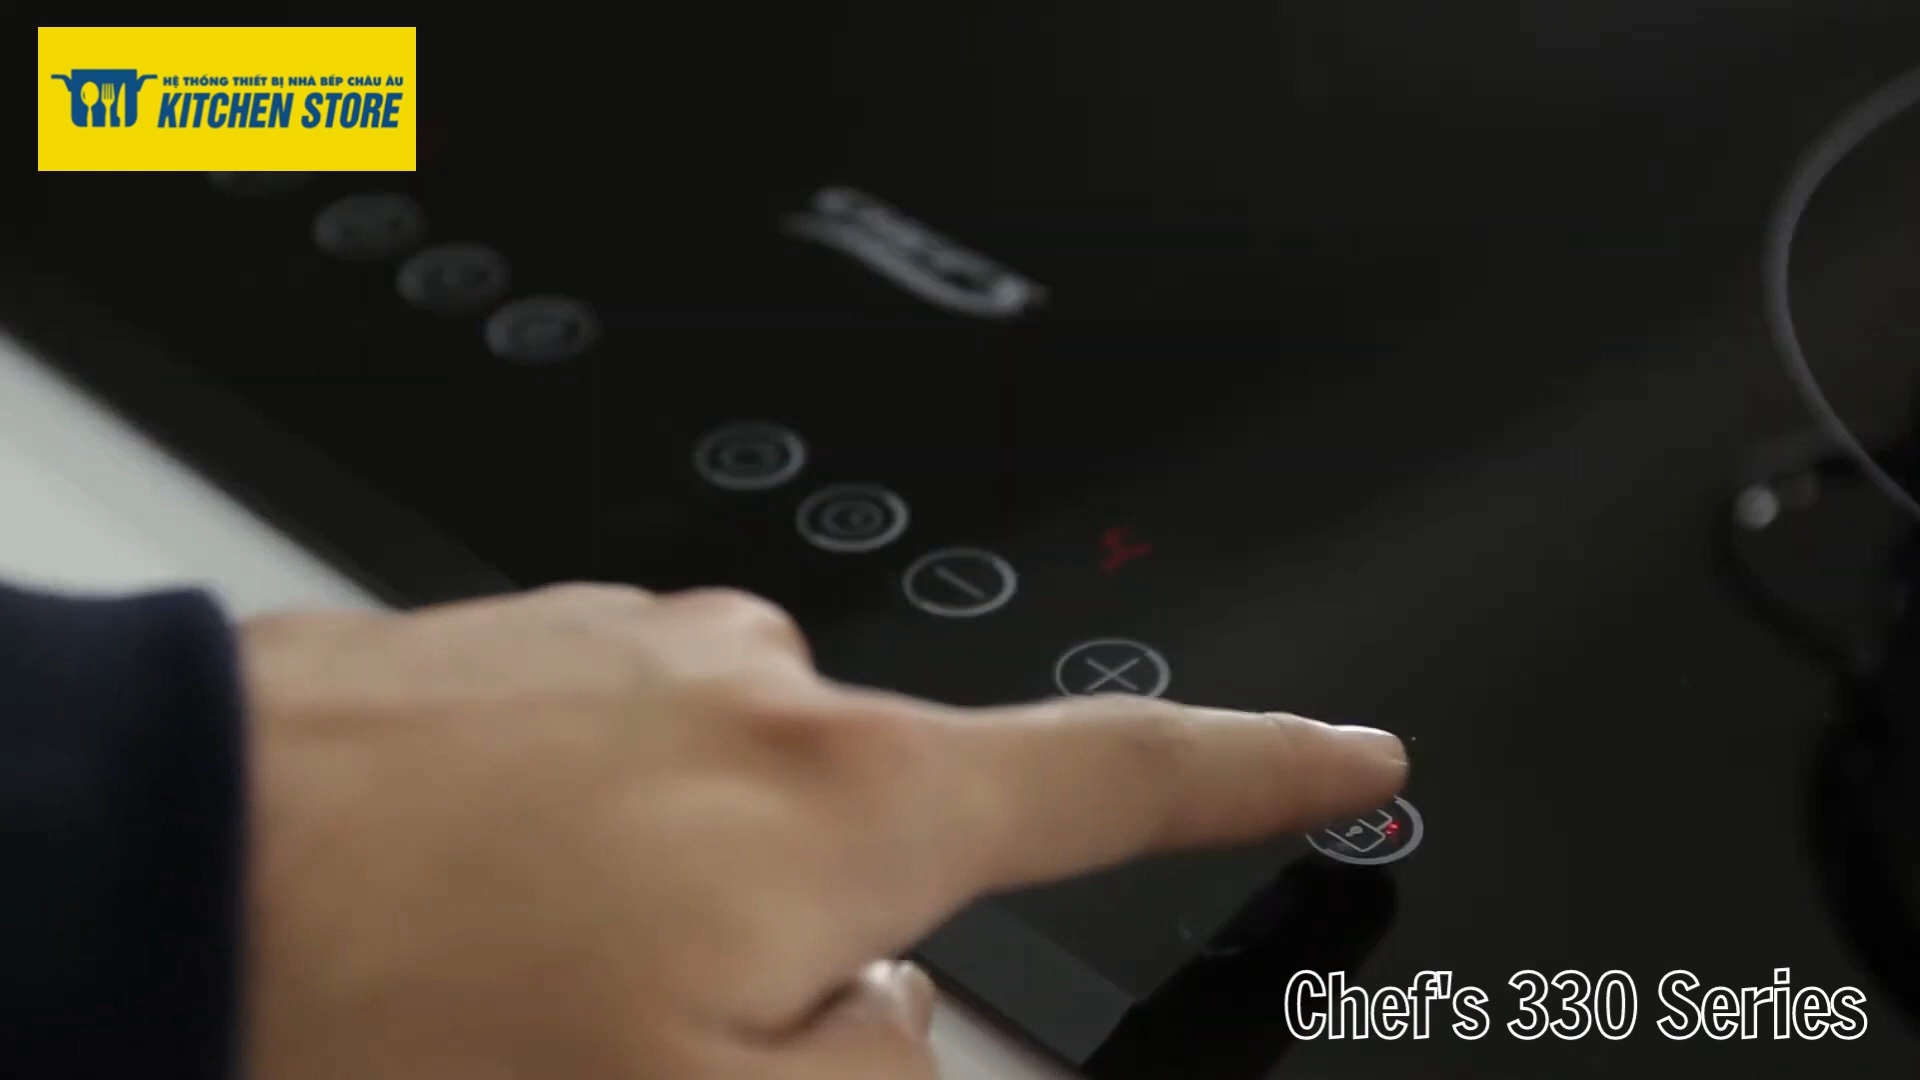 HỆ THỐNG THIẾT BỊ NHÀ BẾP CHÂU ÂU
KITCHEN STORE
Chef's 330 Series